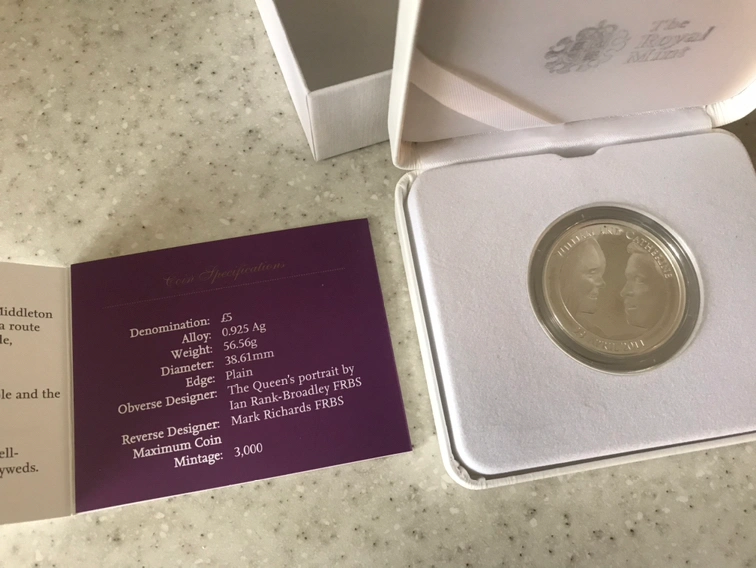 The
Royal
Mint
WILLIAM AND CATHERINE
2011
Middleton
a route
le,
le and the
ell-
yweds.
Coin Specification
Denomination: £5
Alloy: 0.925 Ag
Weight: 56.56g
Diameter: 38.61mm
Edge: Plain
Obverse Designer: The Queen's portrait by
Ian Rank-Broadley FRBS
Reverse Designer: Mark Richards FRBS
Maximum Coin
Mintage: 3,000